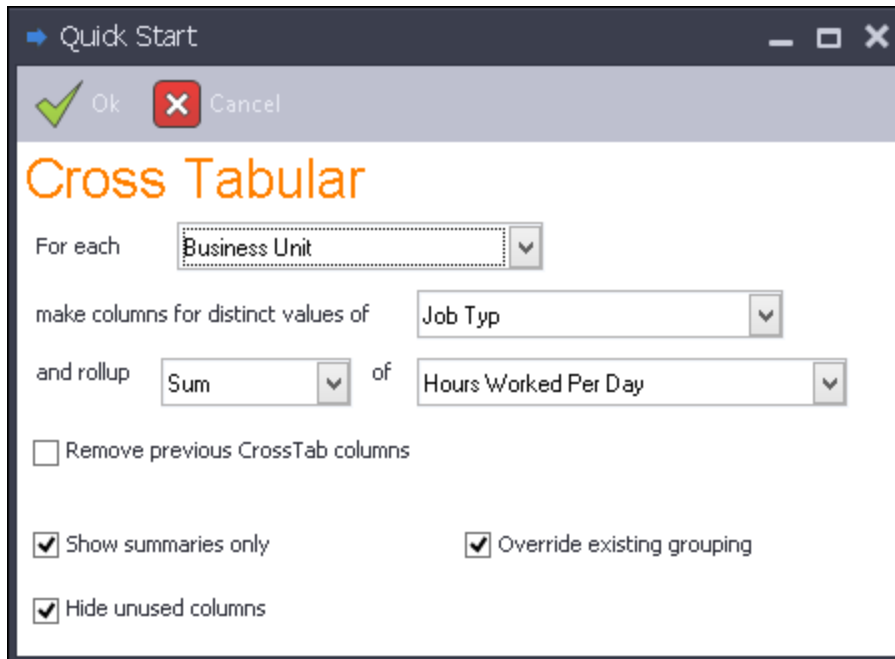 Quick Start
Ok Cancel
Cross Tabular
For each Business Unit
make columns for distinct values of Job Typ
and rollup Sum of Hours Worked Per Day
Remove previous CrossTab columns
Show summaries only Override existing grouping
Hide unused columns